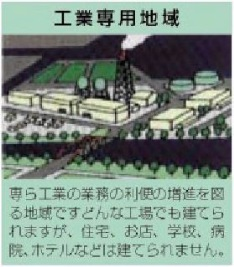 工業専用地域
専ら工業の業務の利便の増進を図
る地域ですどんな工場でも建てら
れますが、住宅、お店、学校、病
院、ホテルなどは建てられません。